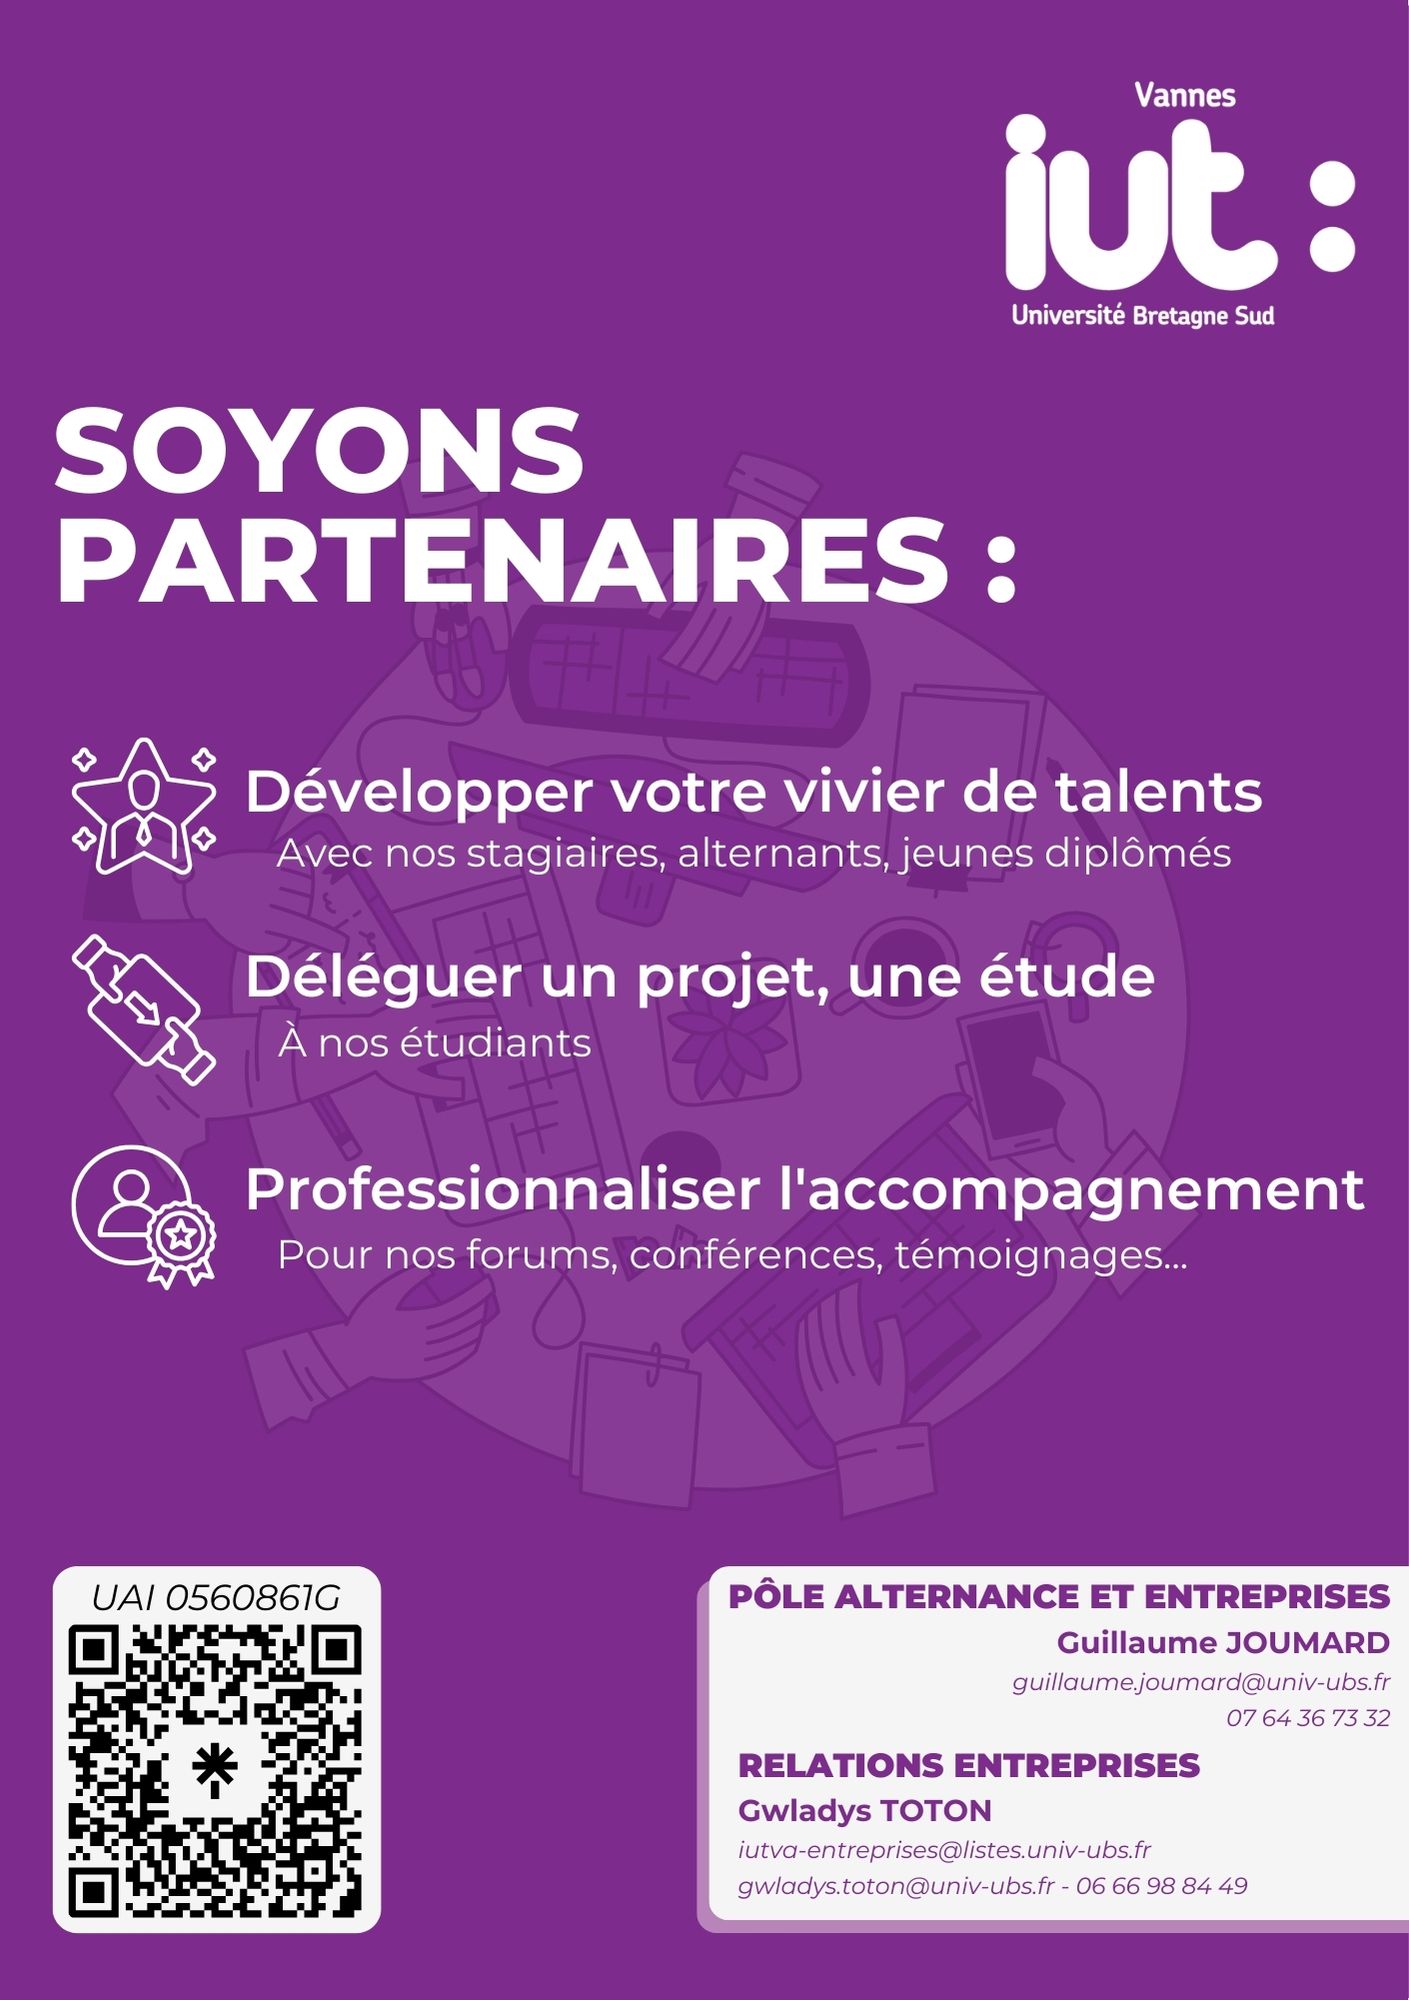 Vannes
iut :
Université Bretagne Sud
SOYONS
PARTENAIRES :
Développer votre vivier de talents
Avec nos stagiaires, alternants, jeunes diplômés
Déléguer un projet, une étude
À nos étudiants
Professionnaliser l'accompagnement
Pour nos forums, conférences, témoignages...
UAI 0560861G
PÔLE ALTERNANCE ET ENTREPRISES
Guillaume JOUMARD
guillaume.joumard@univ-ubs.fr
07 64 36 73 32
RELATIONS ENTREPRISES
Gwladys TOTON
iutva-entreprises@listes.univ-ubs.fr
gwladys.toton@univ-ubs.fr - 06 66 98 84 49